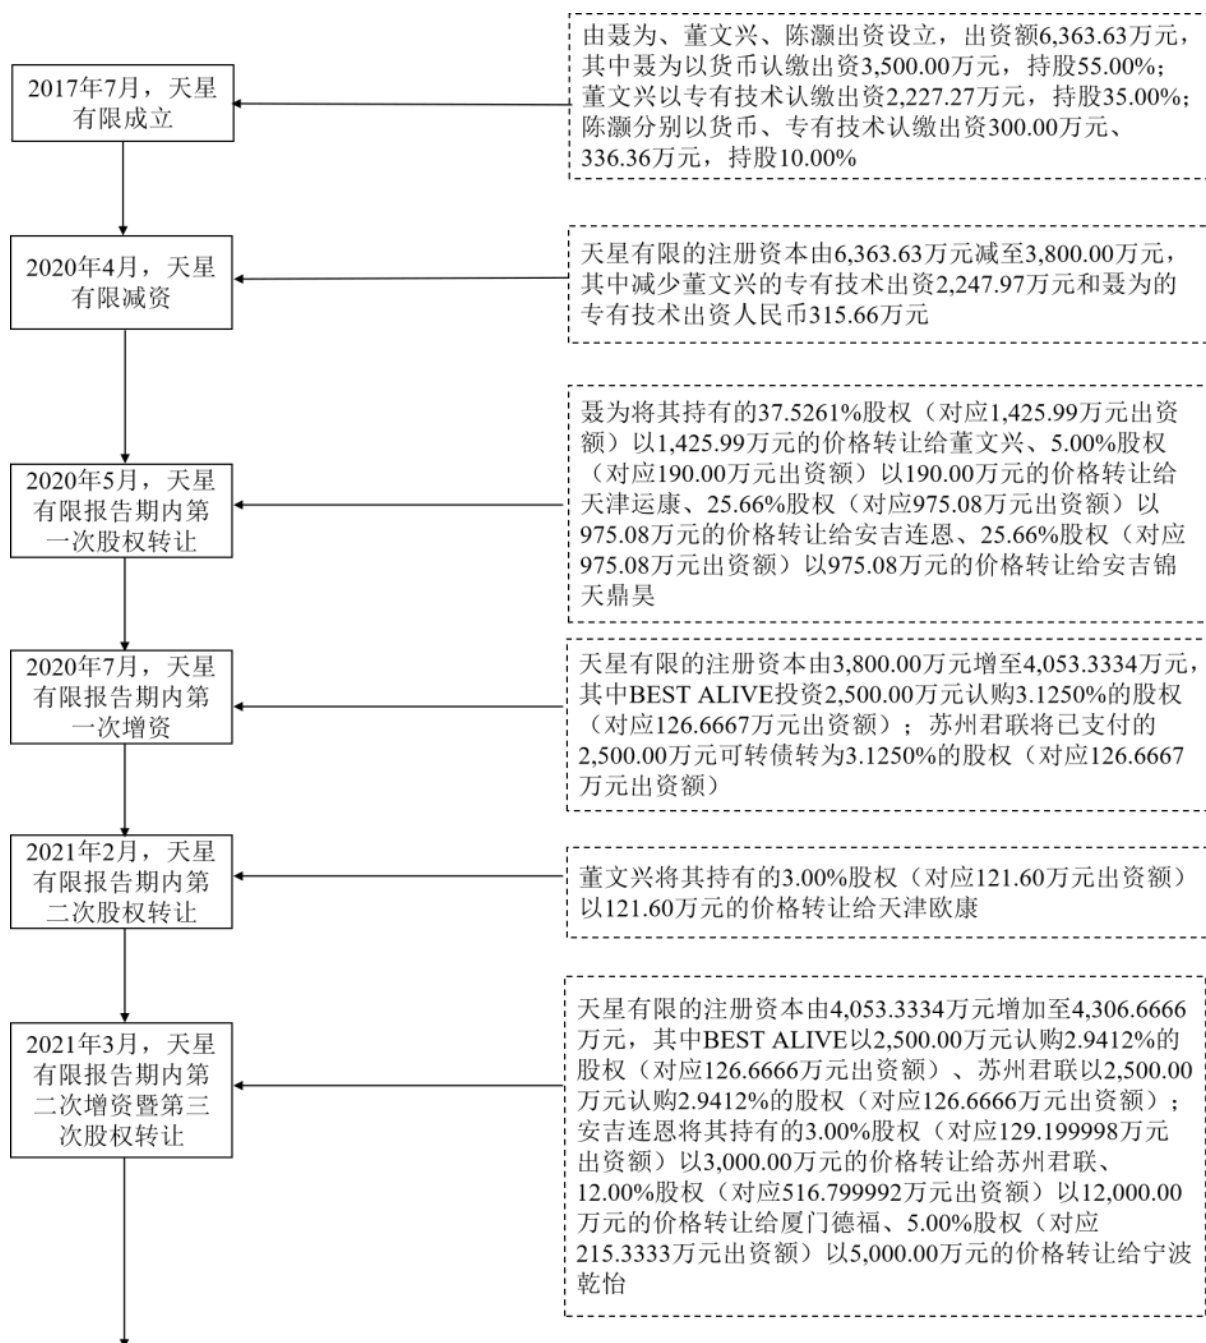 2017年7月，天星
有限成立
由聂为、董文兴、陈灏出资设立，出资额6,363.63万元，
其中聂为以货币认缴出资3,500.00万元，持股55.00%；
董文兴以专有技术认缴出资2,227.27万元，持股35.00%；
陈灏分别以货币、专有技术认缴出资300.00万元、
336.36万元，持股10.00%
2020年4月，天星
有限减资
天星有限的注册资本由6,363.63万元减至3,800.00万元，
其中减少董文兴的专有技术出资2,247.97万元和聂为的
专有技术出资人民币315.66万元
2020年5月，天星
有限报告期内第
一次股权转让
聂为将其持有的37.5261%股权（对应1,425.99万元出资
额）以1,425.99万元的价格转让给董文兴、5.00%股权
（对应190.00万元出资额）以190.00万元的价格转让给
天津运康、25.66%股权（对应975.08万元出资额）以
975.08万元的价格转让给安吉连恩、25.66%股权（对应
975.08万元出资额）以975.08万元的价格转让给安吉锦
天鼎昊
2020年7月，天星
有限报告期内第
一次增资
天星有限的注册资本由3,800.00万元增至4,053.3334万元，
其中BEST ALIVE投资2,500.00万元认购3.1250%的股权
（对应126.6667万元出资额）；苏州君联将已支付的
2,500.00万元可转债转为3.1250%的股权（对应126.6667
万元出资额）
2021年2月，天星
有限报告期内第
二次股权转让
董文兴将其持有的3.00%股权（对应121.60万元出资额）
以121.60万元的价格转让给天津欧康
2021年3月，天星
有限报告期内第
二次增资暨第三
次股权转让
天星有限的注册资本由4,053.3334万元增加至4,306.6666
万元，其中BEST ALIVE以2,500.00万元认购2.9412%的
股权（对应126.6666万元出资额）、苏州君联以2,500.00
万元认购2.9412%的股权（对应126.6666万元出资额）；
安吉连恩将其持有的3.00%股权（对应129.199998万元
出资额）以3,000.00万元的价格转让给苏州君联、
12.00%股权（对应516.799992万元出资额）以12,000.00
万元的价格转让给厦门德福、5.00%股权（对应
215.3333万元出资额）以5,000.00万元的价格转让给宁波
乾怡